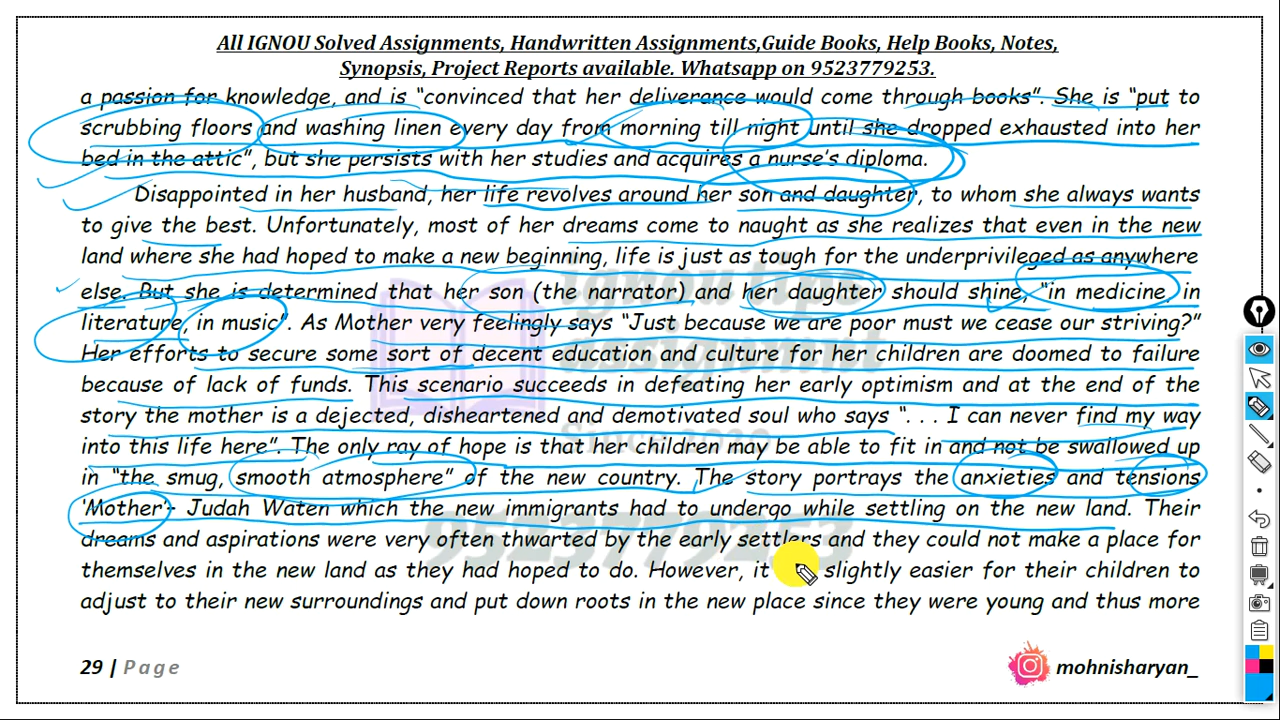 All IGNOU Solved Assignments, Handwritten Assignments,Guide Books, Help Books, Notes,
Synopsis, Project Reports available. Whatsapp on 9523779253.
a passion for knowledge, and is “convinced that her deliverance would come through books”. She is “put to
scrubbing floors and washing linen every day from morning till night until she dropped exhausted into her
bed in the attic”, but she persists with her studies and acquires a nurse’s diploma.
Disappointed in her husband, her life revolves around her son and daughter, to whom she always wants
to give the best. Unfortunately, most of her dreams come to naught as she realizes that even in the new
land where she had hoped to make a new beginning, life is just as tough for the underprivileged as anywhere
else. But she is determined that her son (the narrator) and her daughter should shine, “in medicine, in
literature, in music”. As Mother very feelingly says “Just because we are poor must we cease our striving?”
Her efforts to secure some sort of decent education and culture for her children are doomed to failure
because of lack of funds. This scenario succeeds in defeating her early optimism and at the end of the
story the mother is a dejected, disheartened and demotivated soul who says “. . . I can never find my way
into this life here”. The only ray of hope is that her children may be able to fit in and not be swallowed up
in “the smug, smooth atmosphere” of the new country. The story portrays the anxieties and tensions
‘Mother’- Judah Waten which the new immigrants had to undergo while settling on the new land. Their
dreams and aspirations were very often thwarted by the early settlers and they could not make a place for
themselves in the new land as they had hoped to do. However, it slightly easier for their children to
adjust to their new surroundings and put down roots in the new place since they were young and thus more
ignou tips
assignmnt
Since 2020
9523779253
29 | Page
mohnisharyan_